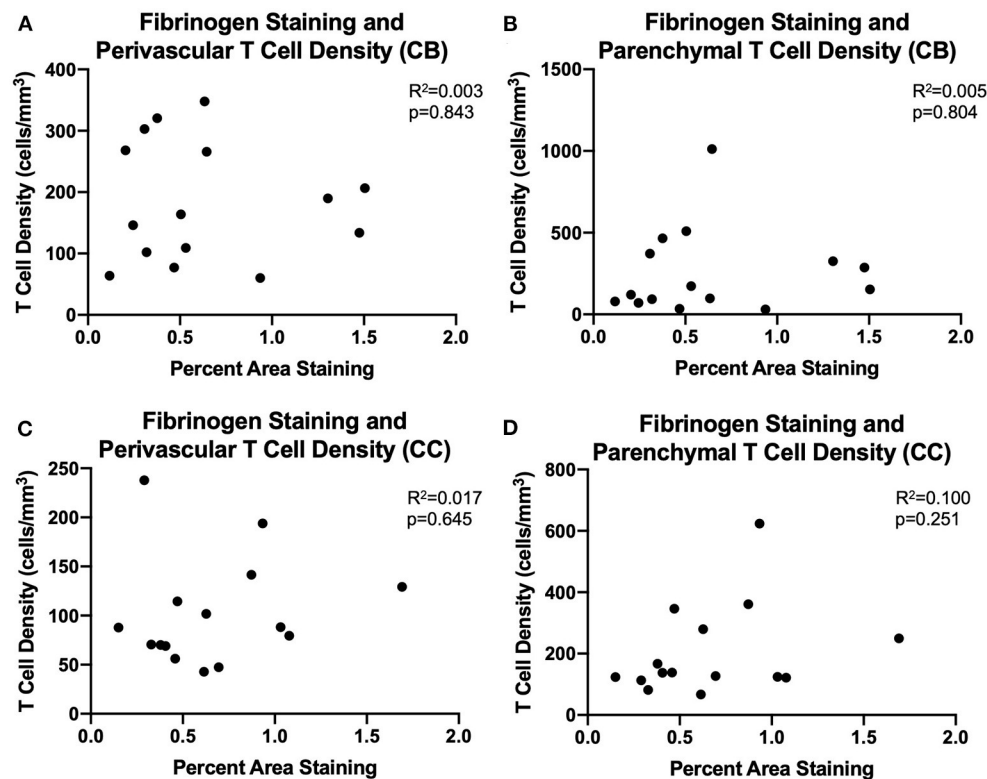 A
Fibrinogen Staining and
Perivascular T Cell Density (CB)
T Cell Density (cells/mm³)
400
300
200
100
0
R²=0.003
p=0.843
0.0 0.5 1.0 1.5 2.0
Percent Area Staining
B
Fibrinogen Staining and
Parenchymal T Cell Density (CB)
T Cell Density (cells/mm³)
1500
1000
500
0
R²=0.005
p=0.804
0.0 0.5 1.0 1.5 2.0
Percent Area Staining
C
Fibrinogen Staining and
Perivascular T Cell Density (CC)
T Cell Density (cells/mm³)
250
200
150
100
50
0
R²=0.017
p=0.645
0.0 0.5 1.0 1.5 2.0
Percent Area Staining
D
Fibrinogen Staining and
Parenchymal T Cell Density (CC)
T Cell Density (cells/mm³)
800
600
400
200
0
R²=0.100
p=0.251
0.0 0.5 1.0 1.5 2.0
Percent Area Staining